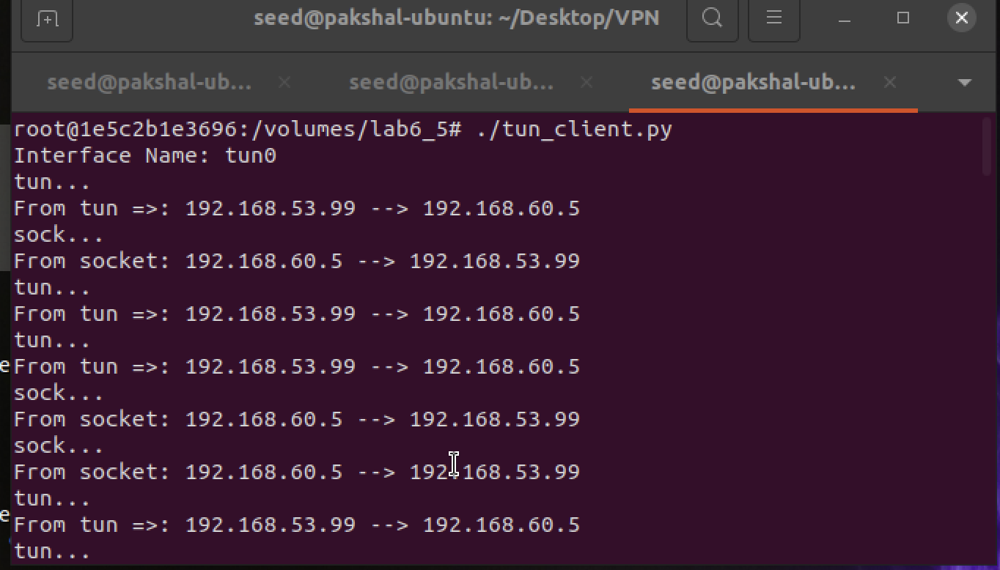 seed@pakshal-ubuntu: ~/Desktop/VPN
seed@pakshal-ub... seed@pakshal-ub... seed@pakshal-ub...
root@1e5c2b1e3696:/volumes/lab6_5# ./tun_client.py
Interface Name: tun0
tun...
From tun =>: 192.168.53.99 --> 192.168.60.5
sock...
From socket: 192.168.60.5 --> 192.168.53.99
tun...
From tun =>: 192.168.53.99 --> 192.168.60.5
tun...
From tun =>: 192.168.53.99 --> 192.168.60.5
sock...
From socket: 192.168.60.5 --> 192.168.53.99
sock...
From socket: 192.168.60.5 --> 192.168.53.99
tun...
From tun =>: 192.168.53.99 --> 192.168.60.5
tun...